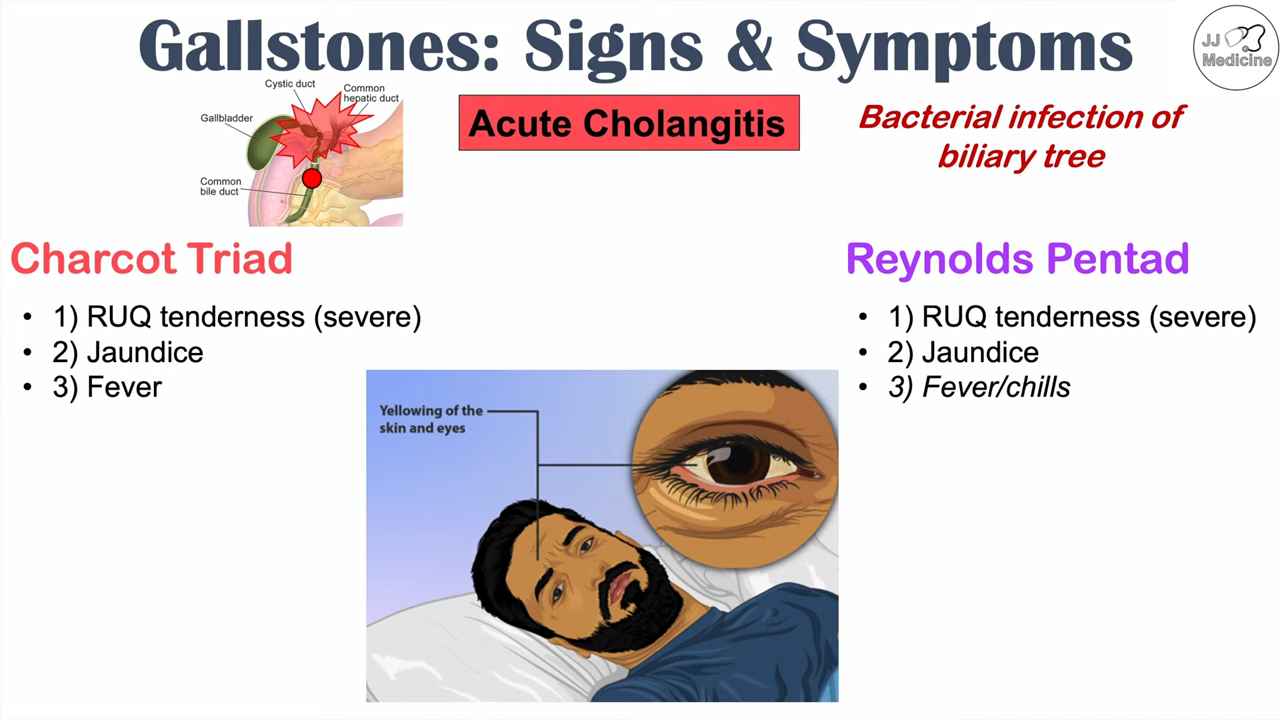 Gallstones: Signs & Symptoms
JJ
Medicine
Cystic duct
Common
hepatic duct
Gallbladder
Common
bile duct
Acute Cholangitis
Bacterial infection of
biliary tree
Charcot Triad
• 1) RUQ tenderness (severe)
• 2) Jaundice
• 3) Fever
Reynolds Pentad
• 1) RUQ tenderness (severe)
• 2) Jaundice
• 3) Fever/chills
Yellowing of the
skin and eyes